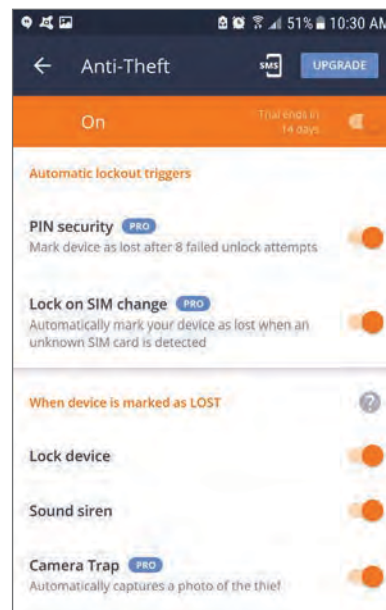 51% 10:30 AM
Anti-Theft SMS UPGRADE
On Trial ends in
14 days
Automatic lockout triggers
PIN security PRO
Mark device as lost after 8 failed unlock attempts
Lock on SIM change PRO
Automatically mark your device as lost when an
unknown SIM card is detected
When device is marked as LOST ?
Lock device
Sound siren
Camera Trap PRO
Automatically captures a photo of the thief